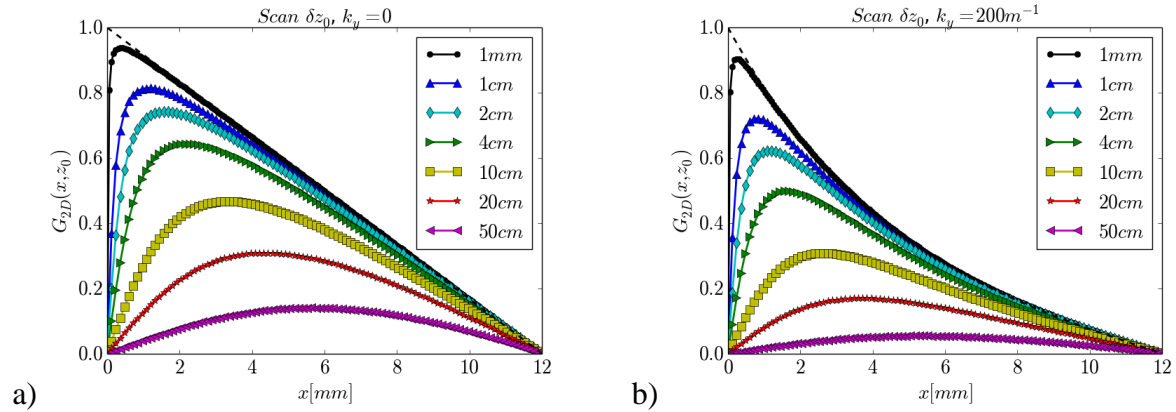 Scan δz₀, k_y=0
G₂D(x,z₀)
1.0
0.8
0.6
0.4
0.2
0.0
1mm
1cm
2cm
4cm
10cm
20cm
50cm
0 2 4 6 8 10 12
x[mm]
a)
Scan δz₀, k_y=200m⁻¹
G₂D(x,z₀)
1.0
0.8
0.6
0.4
0.2
0.0
1mm
1cm
2cm
4cm
10cm
20cm
50cm
0 2 4 6 8 10 12
x[mm]
b)